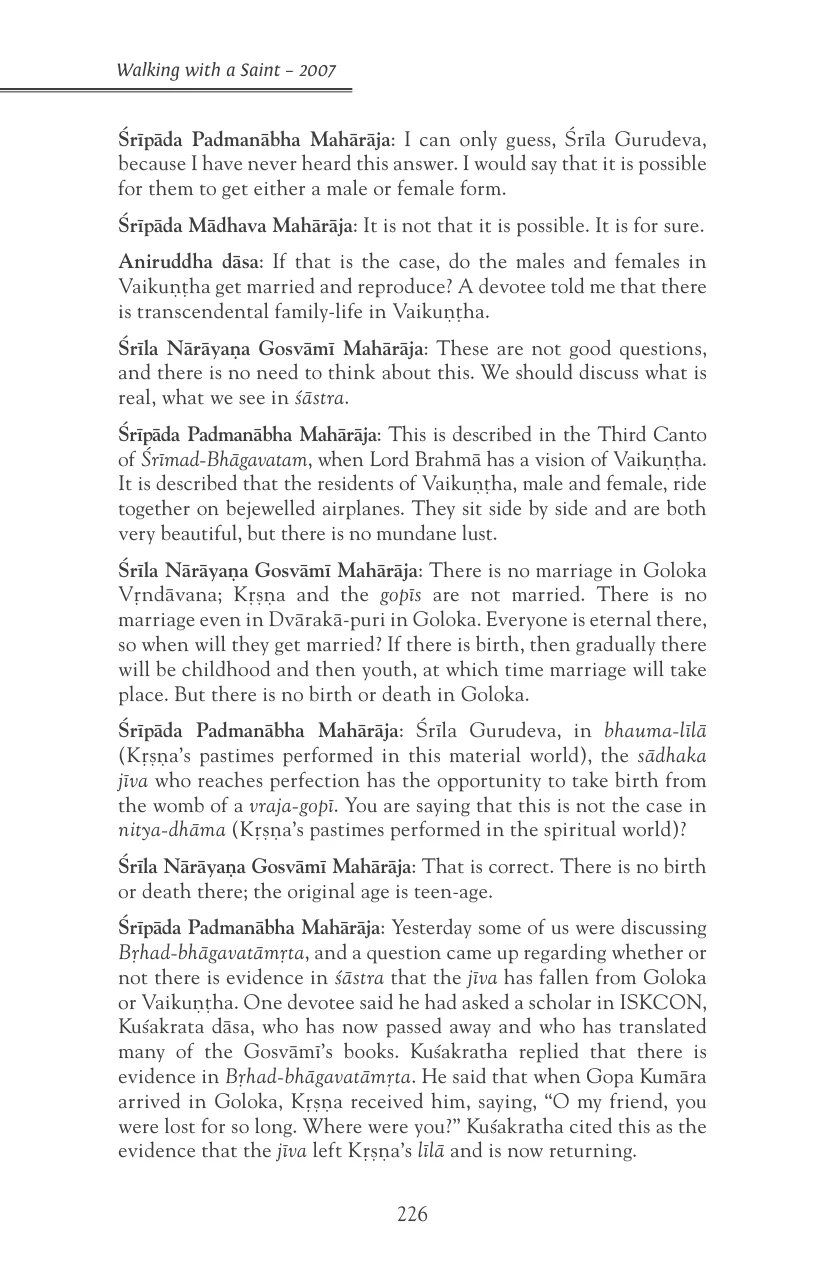 Walking with a Saint – 2007
Śrīpāda Padmanābha Mahārāja: I can only guess, Śrīla Gurudeva,
because I have never heard this answer. I would say that it is possible
for them to get either a male or female form.
Śrīpāda Mādhava Mahārāja: It is not that it is possible. It is for sure.
Aniruddha dāsa: If that is the case, do the males and females in
Vaikuṇṭha get married and reproduce? A devotee told me that there
is transcendental family-life in Vaikuṇṭha.
Śrīla Nārāyaṇa Gosvāmī Mahārāja: These are not good questions,
and there is no need to think about this. We should discuss what is
real, what we see in śāstra.
Śrīpāda Padmanābha Mahārāja: This is described in the Third Canto
of Śrīmad-Bhāgavatam, when Lord Brahmā has a vision of Vaikuṇṭha.
It is described that the residents of Vaikuṇṭha, male and female, ride
together on bejewelled airplanes. They sit side by side and are both
very beautiful, but there is no mundane lust.
Śrīla Nārāyaṇa Gosvāmī Mahārāja: There is no marriage in Goloka
Vṛndāvana; Kṛṣṇa and the gopīs are not married. There is no
marriage even in Dvārakā-puri in Goloka. Everyone is eternal there,
so when will they get married? If there is birth, then gradually there
will be childhood and then youth, at which time marriage will take
place. But there is no birth or death in Goloka.
Śrīpāda Padmanābha Mahārāja: Śrīla Gurudeva, in bhauma-līlā
(Kṛṣṇa’s pastimes performed in this material world), the sādhaka
jīva who reaches perfection has the opportunity to take birth from
the womb of a vraja-gopī. You are saying that this is not the case in
nitya-dhāma (Kṛṣṇa’s pastimes performed in the spiritual world)?
Śrīla Nārāyaṇa Gosvāmī Mahārāja: That is correct. There is no birth
or death there; the original age is teen-age.
Śrīpāda Padmanābha Mahārāja: Yesterday some of us were discussing
Bṛhad-bhāgavatāmṛta, and a question came up regarding whether or
not there is evidence in śāstra that the jīva has fallen from Goloka
or Vaikuṇṭha. One devotee said he had asked a scholar in ISKCON,
Kuśakrata dāsa, who has now passed away and who has translated
many of the Gosvāmī’s books. Kuśakratha replied that there is
evidence in Bṛhad-bhāgavatāmṛta. He said that when Gopa Kumāra
arrived in Goloka, Kṛṣṇa received him, saying, “O my friend, you
were lost for so long. Where were you?” Kuśakratha cited this as the
evidence that the jīva left Kṛṣṇa’s līlā and is now returning.
226